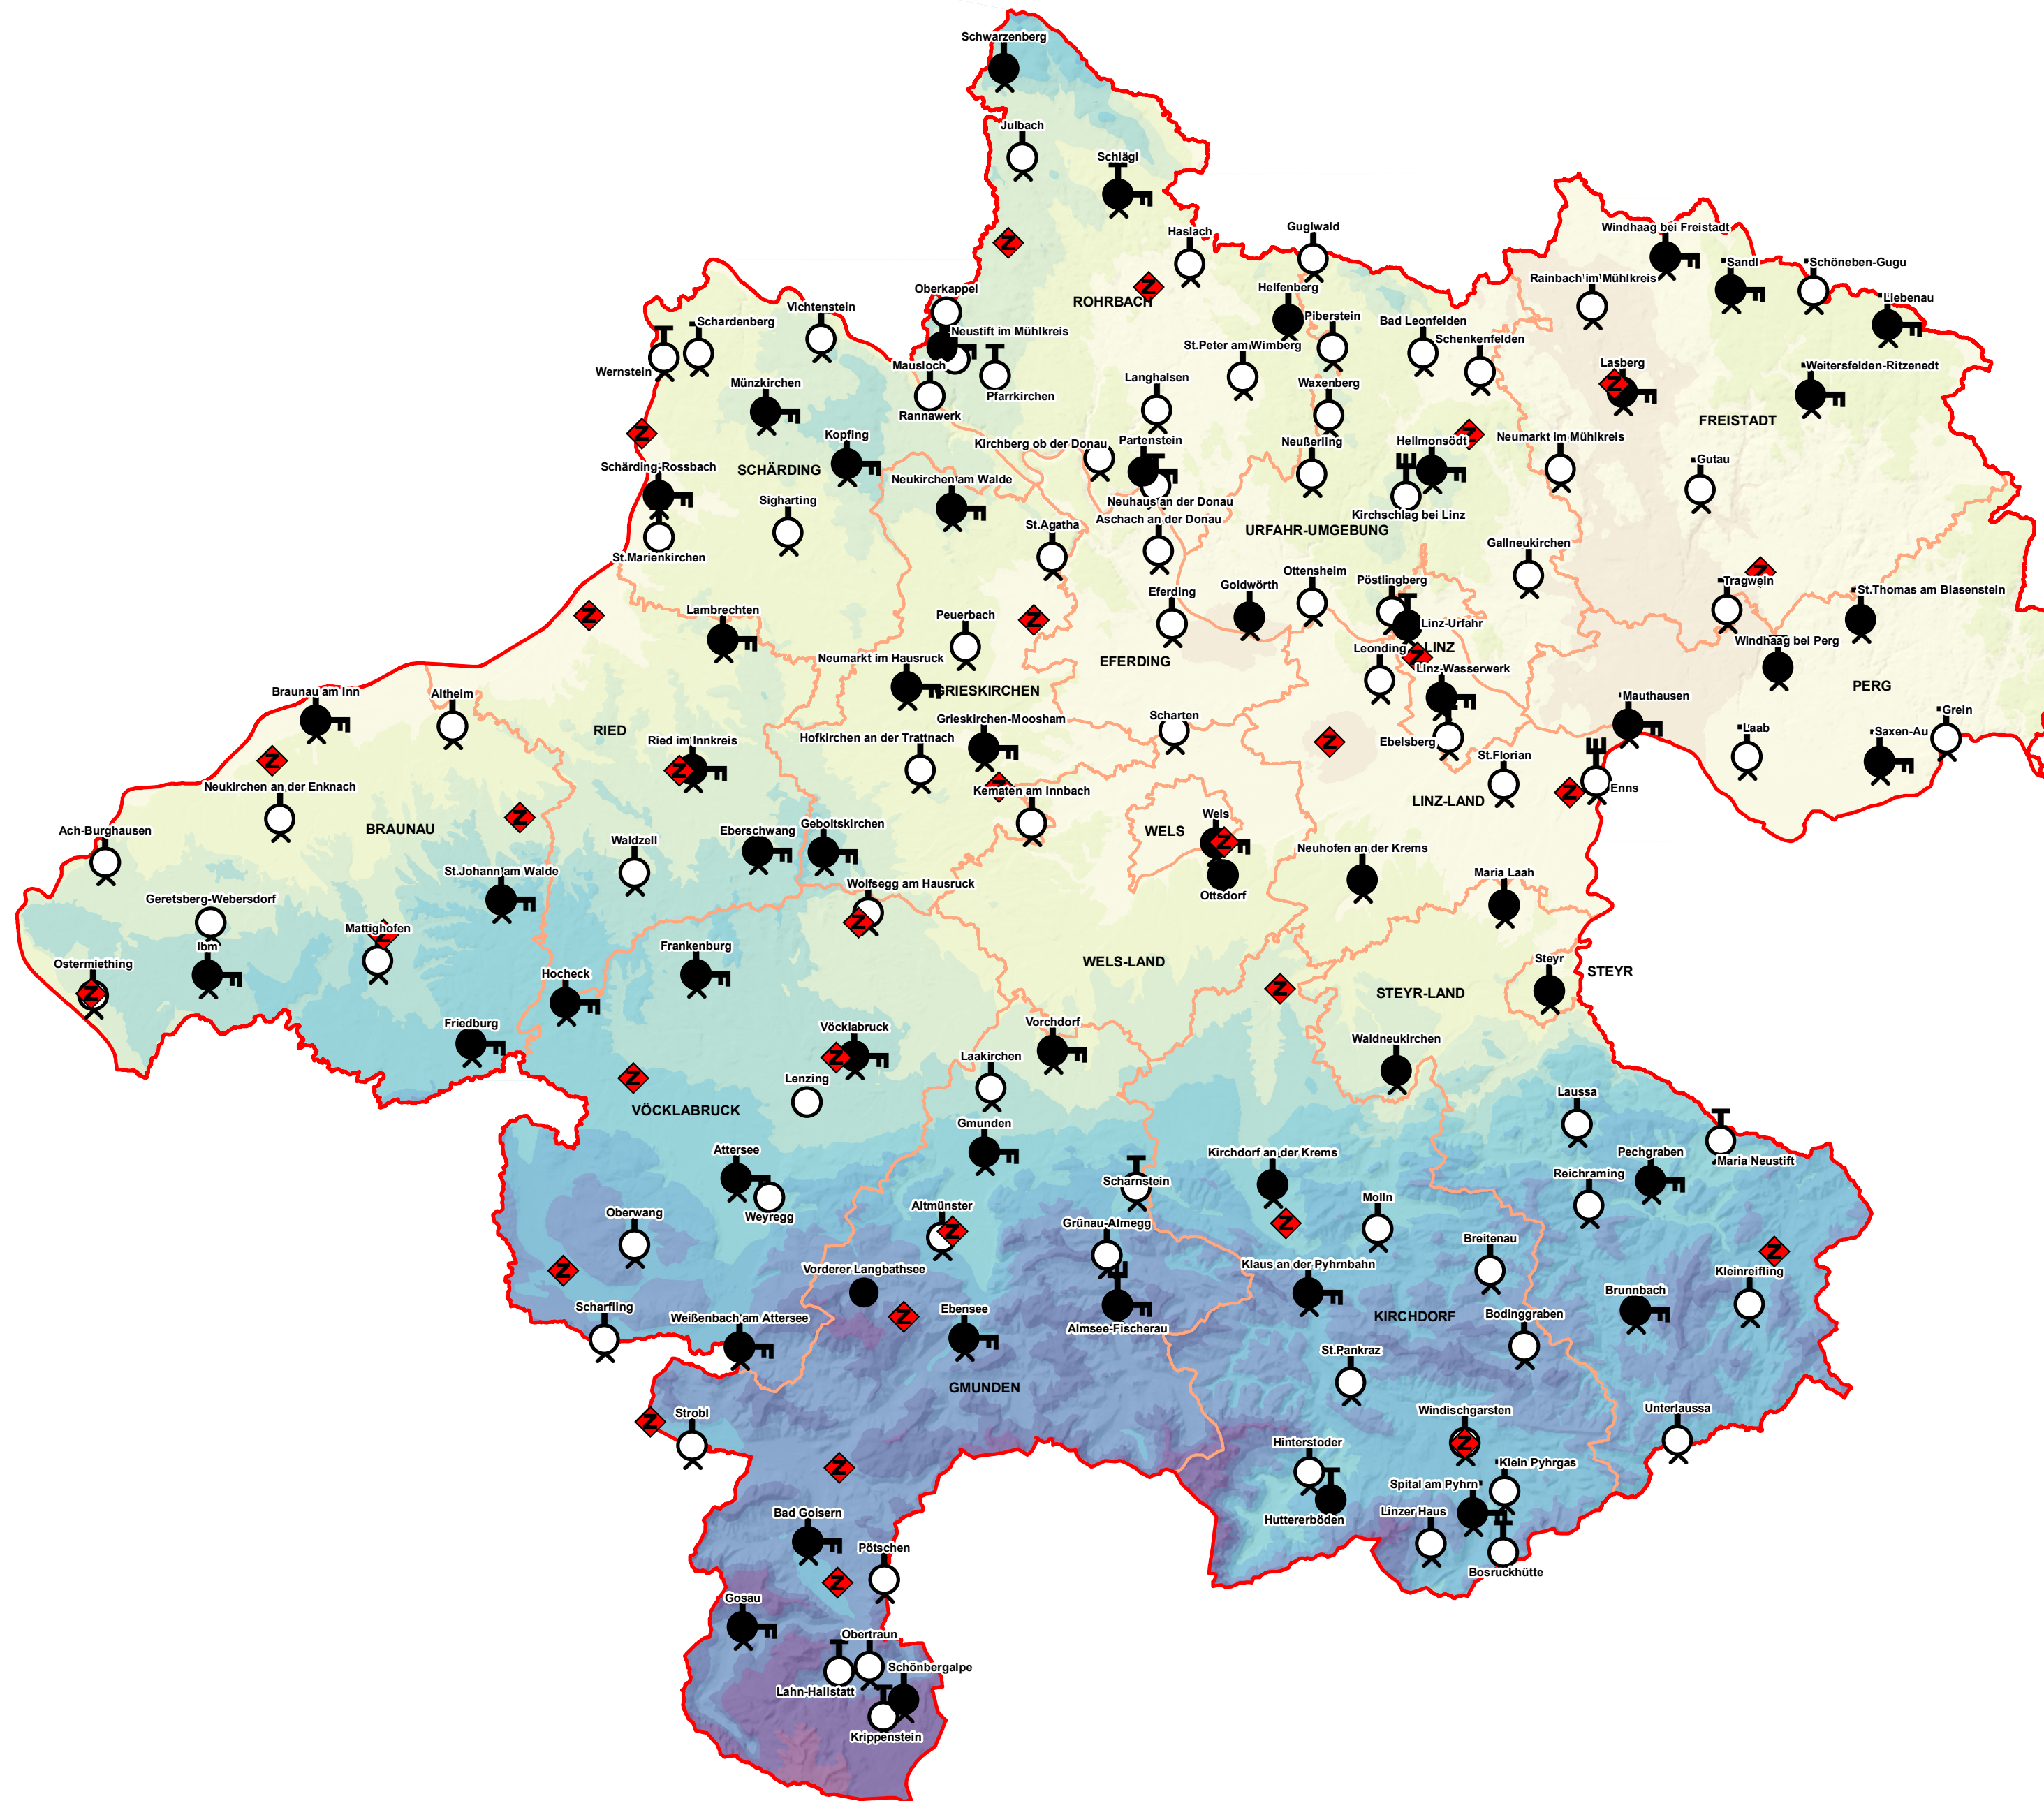 Schwarzenberg
Julbach
Schlägl
Haslach
Guglwald
Windhaag bei Freistadt
Sandl
Schöneben-Gugu
Rainbach im Mühlkreis
Liebenau
Oberkappel
Helfenberg
ROHRBACH
Vichtenstein
Schardenberg
Neustift im Mühlkreis
Piberstein
Bad Leonfelden
Schenkenfelden
St.Peter am Wimberg
Wernstein
Mausloch
Lasberg
Weitersfelden-Ritzenedt
Münzkirchen
Langhalsen
Waxenberg
Pfarrkirchen
Rannawerk
FREISTADT
Kopfing
Kirchberg ob der Donau
Partenstein
Neußerling
Hellmonsödt
Neumarkt im Mühlkreis
Schärding-Rossbach
SCHÄRDING
Gutau
Neukirchen am Walde
Sigharting
Neuhaus an der Donau
Kirchschlag bei Linz
Aschach an der Donau
St.Agatha
URFAHR-UMGEBUNG
Gallneukirchen
St.Marienkirchen
Ottensheim
Pöstlingberg
Tragwein
Goldwörth
Eferding
St.Thomas am Blasenstein
Lambrechten
Peuerbach
Linz-Urfahr
Windhaag bei Perg
Leonding
LINZ
Neumarkt im Hausruck
EFERDING
Linz-Wasserwerk
PERG
GRIESKIRCHEN
Braunau am Inn
Altheim
Mauthausen
Grein
Scharten
Grieskirchen-Moosham
RIED
Laab
Saxen-Au
Ried im Innkreis
Hofkirchen an der Trattnach
Ebelsberg
St.Florian
Neukirchen an der Enknach
Kematen am Innbach
Enns
LINZ-LAND
Ach-Burghausen
BRAUNAU
Eberschwang
Geboltskirchen
WELS
Wels
Waldzell
Neuhofen an der Krems
St.Johann am Walde
Maria Laah
Wolfsegg am Hausruck
Geretsberg-Webersdorf
Ottsdorf
Mattighofen
Ibm
Frankenburg
Steyr
Ostermiething
WELS-LAND
STEYR
Hocheck
STEYR-LAND
Friedburg
Vöcklabruck
Vorchdorf
Waldneukirchen
Laakirchen
Lenzing
Laussa
VÖCKLABRUCK
Gmunden
Attersee
Kirchdorf an der Krems
Pechgraben
Maria Neustift
Scharnstein
Reichraming
Molln
Altmünster
Weyregg
Oberwang
Grünau-Almegg
Breitenau
Vorderer Langbathsee
Klaus an der Pyhrnbahn
Kleinreifling
Brunnbach
Scharfling
Ebensee
Weißenbach am Attersee
Bodinggraben
KIRCHDORF
Almsee-Fischerau
St.Pankraz
GMUNDEN
Strobl
Windischgarsten
Unterlaussa
Hinterstoder
Klein Pyhrgas
Spital am Pyhrn
Bad Goisern
Linzer Haus
Huttererböden
Pötschen
Bosruckhütte
Gosau
Obertraun
Schönbergalpe
Lahn-Hallstatt
Krippenstein